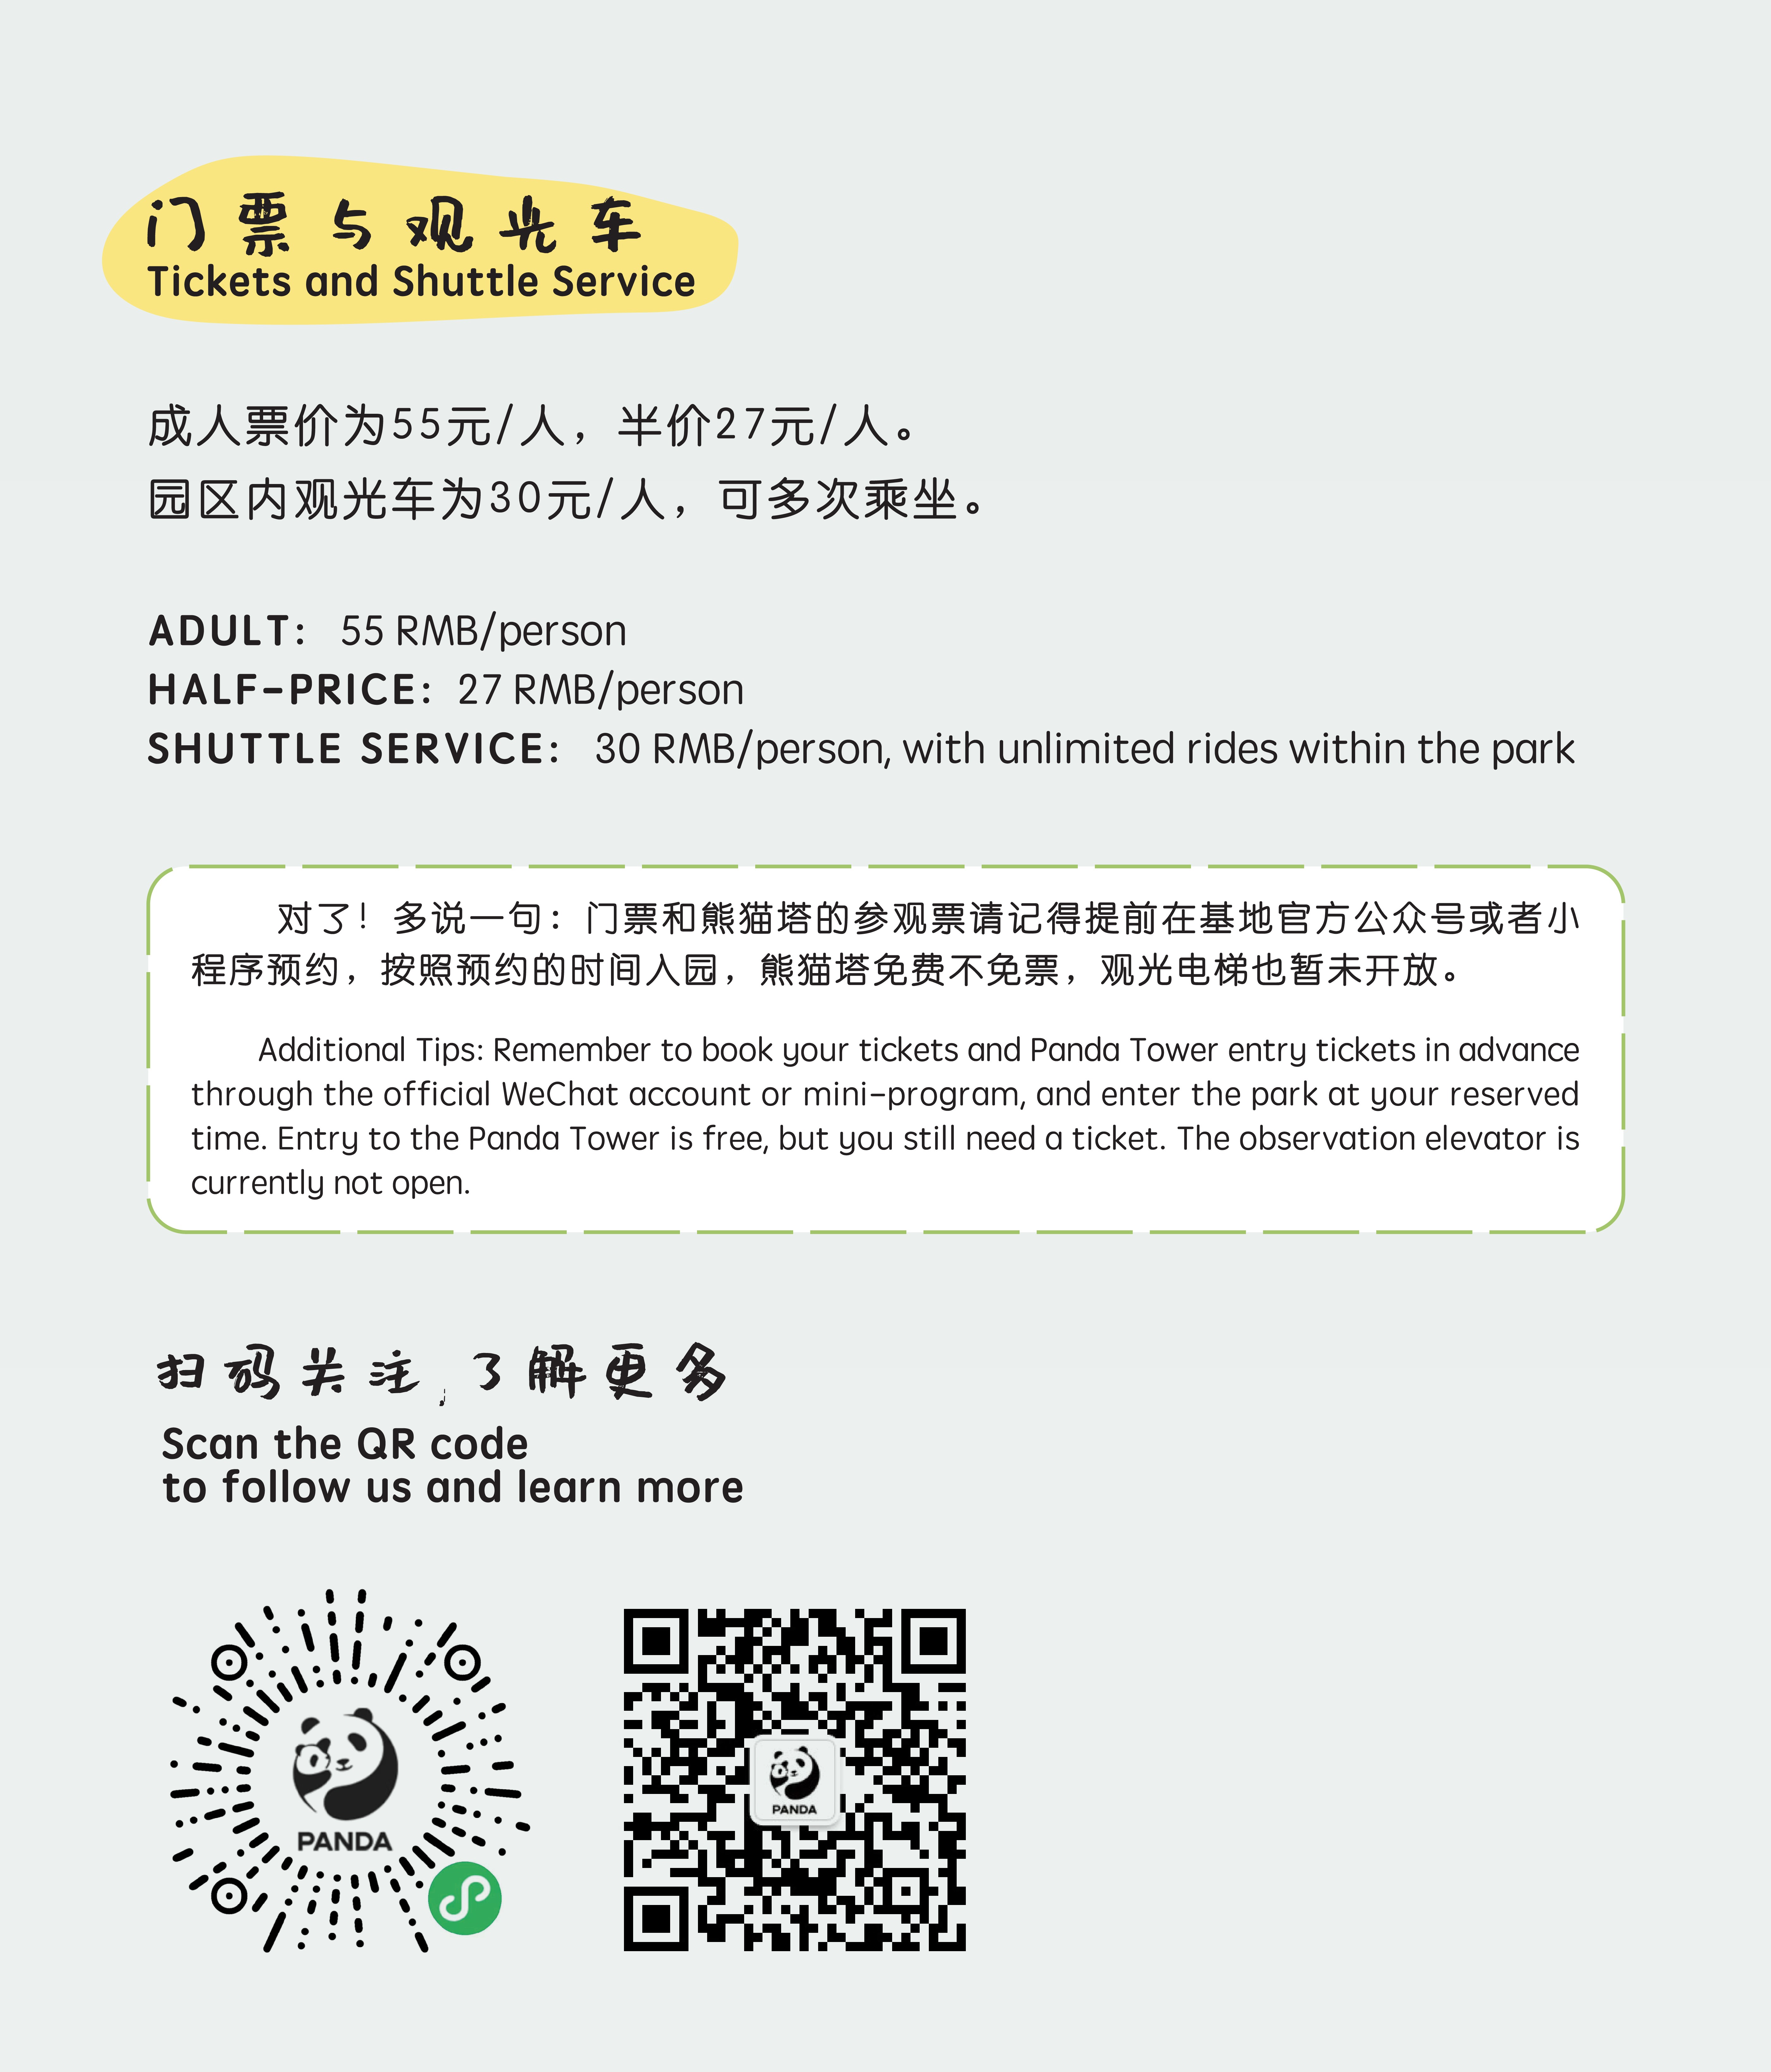 门票与观光车
Tickets and Shuttle Service
成人票价为55元/人，半价27元/人。
园区内观光车为30元/人，可多次乘坐。
ADULT： 55 RMB/person
HALF-PRICE：27 RMB/person
SHUTTLE SERVICE： 30 RMB/person, with unlimited rides within the park
对了！多说一句：门票和熊猫塔的参观票请记得提前在基地官方公众号或者小
程序预约，按照预约的时间入园，熊猫塔免费不免票，观光电梯也暂未开放。
Additional Tips: Remember to book your tickets and Panda Tower entry tickets in advance
through the official WeChat account or mini-program, and enter the park at your reserved
time. Entry to the Panda Tower is free, but you still need a ticket. The observation elevator is
currently not open.
扫码关注，了解更多
Scan the QR code
to follow us and learn more
PANDA
PANDA